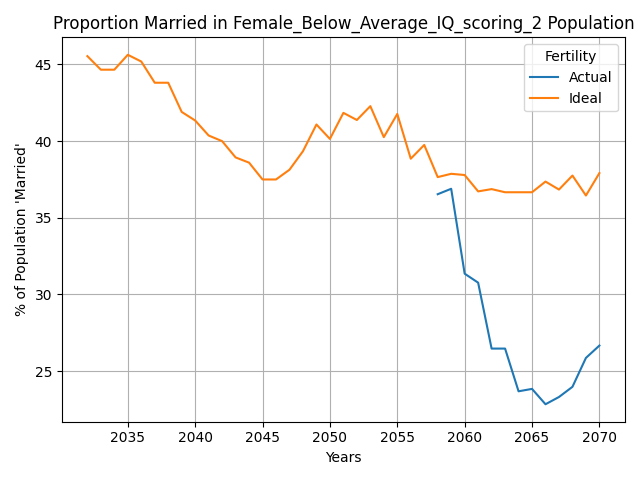 Proportion Married in Female_Below_Average_IQ_scoring_2 Population
Fertility
Actual
Ideal
% of Population 'Married'
45
40
35
30
25
2035
2040
2045
2050
2055
2060
2065
2070
Years